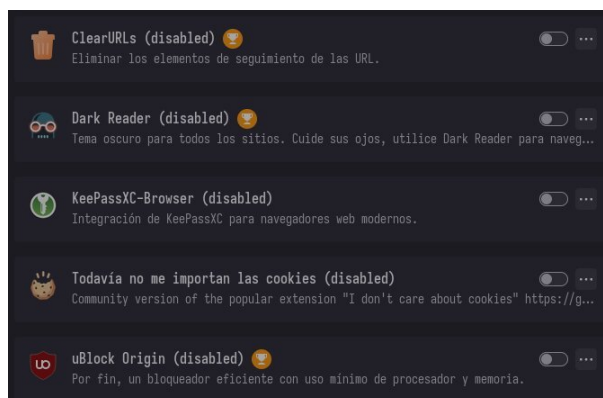 ClearURLs (disabled)
Eliminar los elementos de seguimiento de las URL.
Dark Reader (disabled)
Tema oscuro para todos los sitios. Cuide sus ojos, utilice Dark Reader para naveg...
KeePassXC-Browser (disabled)
Integración de KeePassXC para navegadores web modernos.
Todavía no me importan las cookies (disabled)
Community version of the popular extension "I don't care about cookies" https://g...
uBlock Origin (disabled)
Por fin, un bloqueador eficiente con uso mínimo de procesador y memoria.